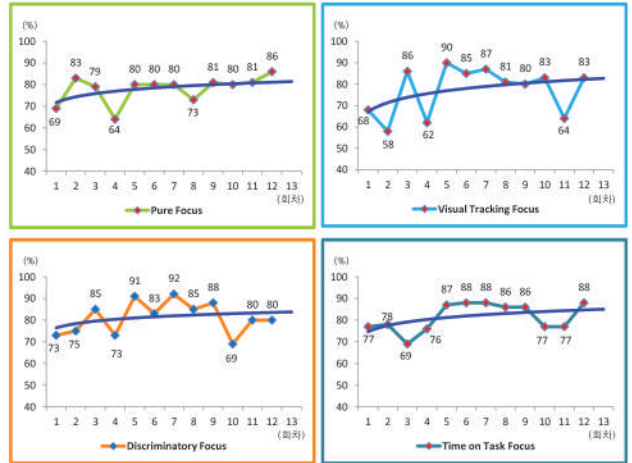 (%)
100
90
80
70
60
50
40
69 83 79 64 80 80 80 73 81 80 81 86
1 2 3 4 5 6 7 8 9 10 11 12 13
(회차)
Pure Focus
(%)
100
90
80
70
60
50
40
68 58 86 62 90 85 87 81 80 83 64 83
1 2 3 4 5 6 7 8 9 10 11 12 13
(회차)
Visual Tracking Focus
(%)
100
90
80
70
60
50
40
73 75 85 73 91 83 92 85 88 69 80 80
1 2 3 4 5 6 7 8 9 10 11 12 13
(회차)
Discriminatory Focus
(%)
100
90
80
70
60
50
40
77 78 69 76 87 88 88 86 86 77 77 88
1 2 3 4 5 6 7 8 9 10 11 12 13
(회차)
Time on Task Focus